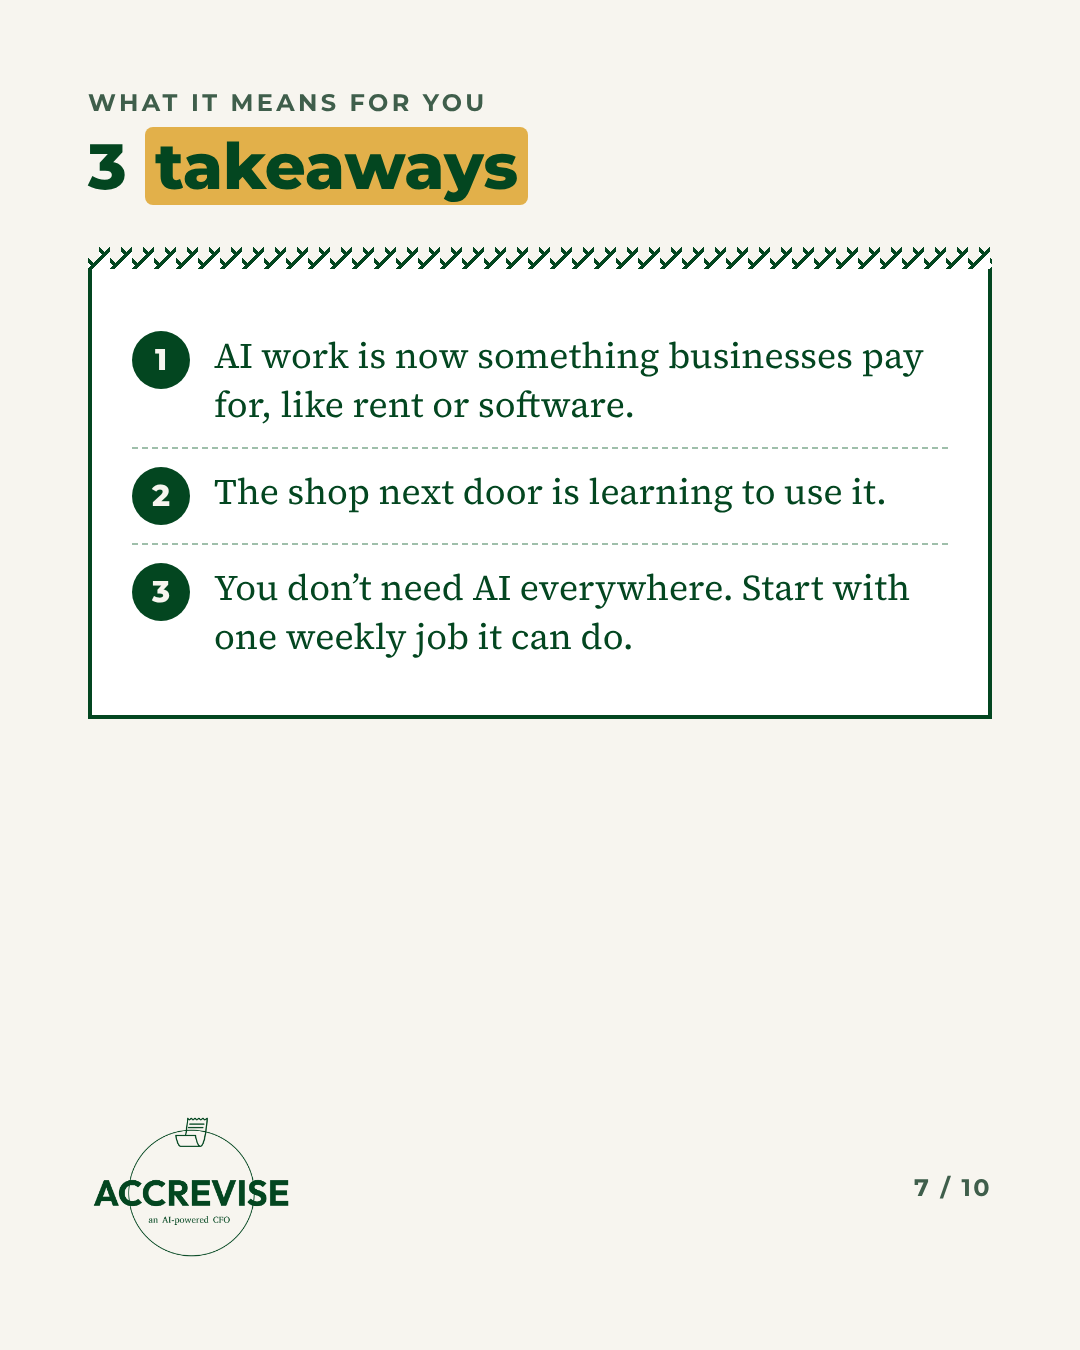 WHAT IT MEANS FOR YOU
3 takeaways
1 AI work is now something businesses pay
for, like rent or software.
2 The shop next door is learning to use it.
3 You don’t need AI everywhere. Start with
one weekly job it can do.
ACCREVISE
an AI-powered CFO
7 / 10